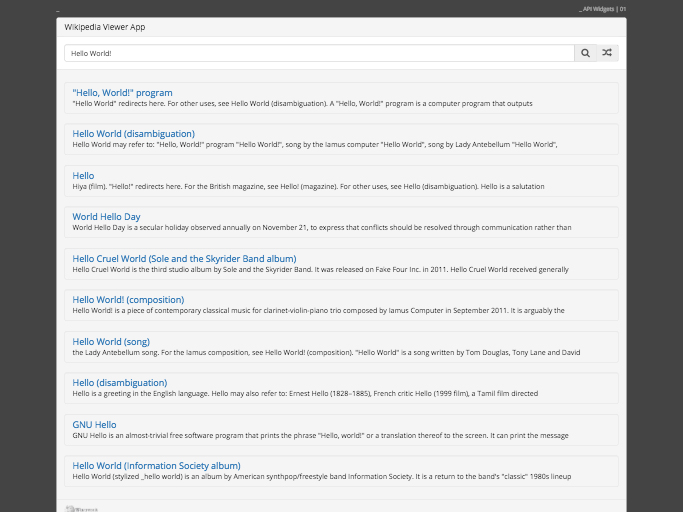 _
_ API Widgets | 01
Wikipedia Viewer App
Hello World!
"Hello, World!" program
"Hello World" redirects here. For other uses, see Hello World (disambiguation). A "Hello, World!" program is a computer program that outputs
Hello World (disambiguation)
Hello World may refer to: "Hello, World!" program "Hello World!", song by the Iamus computer "Hello World", song by Lady Antebellum "Hello World",
Hello
Hiya (film). "Hello!" redirects here. For the British magazine, see Hello! (magazine). For other uses, see Hello (disambiguation). Hello is a salutation
World Hello Day
World Hello Day is a secular holiday observed annually on November 21, to express that conflicts should be resolved through communication rather than
Hello Cruel World (Sole and the Skyrider Band album)
Hello Cruel World is the third studio album by Sole and the Skyrider Band. It was released on Fake Four Inc. in 2011. Hello Cruel World received generally
Hello World! (composition)
Hello World! is a piece of contemporary classical music for clarinet-violin-piano trio composed by Iamus Computer in September 2011. It is arguably the
Hello World (song)
the Lady Antebellum song. For the Iamus composition, see Hello World! (composition). "Hello World" is a song written by Tom Douglas, Tony Lane and David
Hello (disambiguation)
Hello is a greeting in the English language. Hello may also refer to: Ernest Hello (1828–1885), French critic Hello (1999 film), a Tamil film directed
GNU Hello
GNU Hello is an almost-trivial free software program that prints the phrase "Hello, world!" or a translation thereof to the screen. It can print the message
Hello World (Information Society album)
Hello World (stylized _hello world) is an album by American synthpop/freestyle band Information Society. It is a return to the band's "classic" 1980s lineup